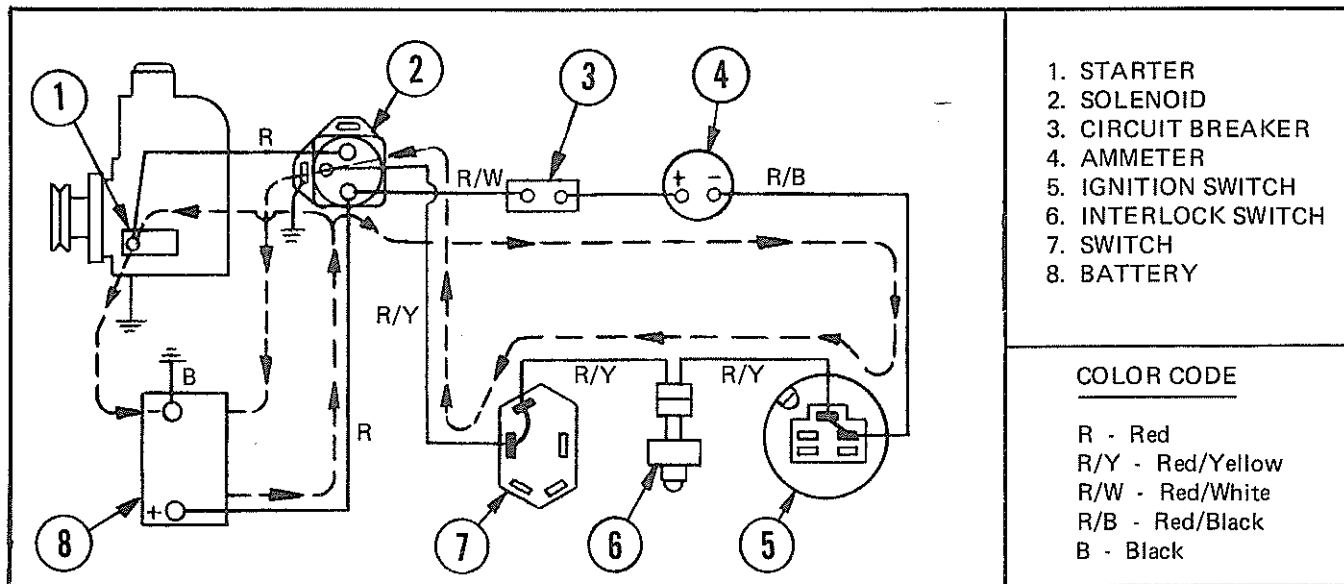 1
2
3
4
R
R/W
+ −
R/B
R/Y
B
R/Y
R/Y
R
+
8
7
6
5
1. STARTER
2. SOLENOID
3. CIRCUIT BREAKER
4. AMMETER
5. IGNITION SWITCH
6. INTERLOCK SWITCH
7. SWITCH
8. BATTERY
COLOR CODE
R - Red
R/Y - Red/Yellow
R/W - Red/White
R/B - Red/Black
B - Black